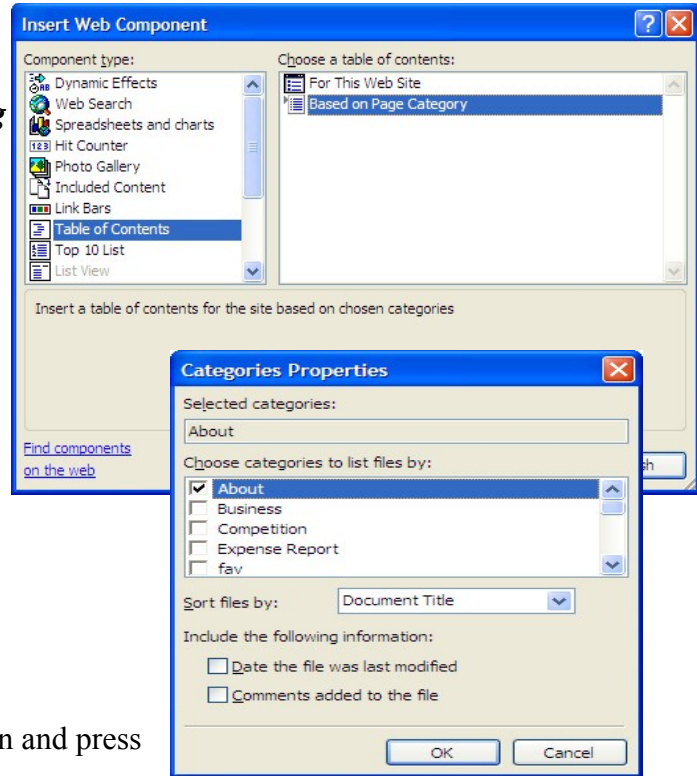 Insert Web Component
Component type:
Dynamic Effects
Web Search
Spreadsheets and charts
123 Hit Counter
Photo Gallery
Included Content
Link Bars
Table of Contents
Top 10 List
List View
Choose a table of contents:
For This Web Site
Based on Page Category
Insert a table of contents for the site based on chosen categories
Find components
on the web
Categories Properties
Selected categories:
About
Choose categories to list files by:
About
Business
Competition
Expense Report
fav
Sort files by: Document Title
Include the following information:
Date the file was last modified
Comments added to the file
OK Cancel
and press